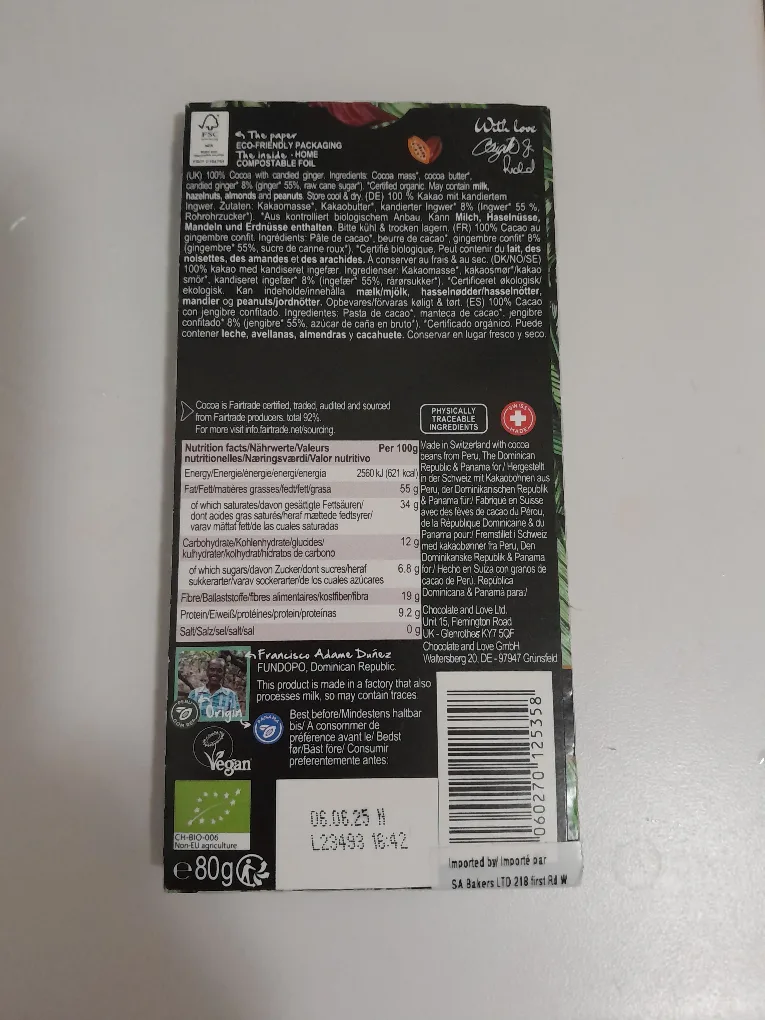 FSC
The paper
ECO-FRIENDLY PACKAGING
The inside - HOME
COMPOSTABLE FOIL
With love
(UK) 100% Cocoa with candied ginger. Ingredients: Cocoa mass*, cocoa butter*,
candied ginger* 8% (ginger* 55%, raw cane sugar*). *Certified organic. May contain milk,
hazelnuts, almonds and peanuts. Store cool & dry. (DE) 100 % Kakao mit kandiertem
Ingwer. Zutaten: Kakaomasse*, Kakaobutter*, kandierter Ingwer* 8% (Ingwer* 55 %,
Rohrohrzucker*). *Aus kontrolliert biologischem Anbau. Kann Milch, Haselnüsse,
Mandeln und Erdnüsse enthalten. Bitte kühl & trocken lagern. (FR) 100% Cacao au
gingembre confit. Ingrédients: Pâte de cacao*, beurre de cacao*, gingembre confit* 8%
(gingembre* 55%, sucre de canne roux*). *Certifié biologique. Peut contenir du lait, des
noisettes, des amandes et des arachides. À conserver au frais & au sec. (DK/NO/SE)
100% kakao med kandiseret ingefær. Ingredienser: Kakaomasse*, kakaosmør*/kakao
smör*, kandiseret ingefær* 8% (ingefær* 55%, rårørsukker*). *Certificeret økologisk/
ekologisk. Kan indeholde/innehålla mælk/mjölk, hasselnødder/hasselnötter,
mandler og peanuts/jordnötter. Opbevares/förvaras køligt & tørt. (ES) 100% Cacao
con jengibre confitado. Ingredientes: Pasta de cacao*, manteca de cacao*, jengibre
confitado* 8% (jengibre* 55%, azúcar de caña en bruto*). *Certificado orgánico. Puede
contener leche, avellanas, almendras y cacahuete. Conservar en lugar fresco y seco.
Cocoa is Fairtrade certified, traded, audited and sourced
from Fairtrade producers. total 92%.
For more visit info.fairtrade.net/sourcing.
PHYSICALLY
TRACEABLE
INGREDIENTS
SWISS
MADE
Nutrition facts/Nährwerte/Valeurs
nutritionelles/Næringsværdi/Valor nutritivo
Per 100g
Energy/Energie/énergie/energi/energía 2560 kJ (621 kcal)
Fat/Fett/matières grasses/fedt/fett/grasa 55 g
of which saturates/davon gesättigte Fettsäuren/
dont acides gras saturés/heraf mættede fedtsyrer/
varav mättat fett/de las cuales saturadas 34 g
Carbohydrate/Kohlenhydrate/glucides/
kulhydrater/kolhydrat/hidratos de carbono 12 g
of which sugars/davon Zucker/dont sucres/heraf
sukkerarter/varav sockerarter/de los cuales azúcares 6.8 g
Fibre/Ballaststoffe/fibres alimentaires/kostfiber/fibra 19 g
Protein/Eiweiß/protéines/protein/proteínas 9.2 g
Salt/Salz/sel/salt/sal 0 g
Made in Switzerland with cocoa
beans from Peru, The Dominican
Republic & Panama for:/ Hergestellt
in der Schweiz mit Kakaobohnen aus
Peru, der Dominikanischen Republik
& Panama für:/ Fabriqué en Suisse
avec des fèves de cacao du Pérou,
de la République Dominicaine & du
Panama pour:/ Fremstillet i Schweiz
med kakaobønner fra Peru, Den
Dominikanske Republik & Panama
for:/ Hecho en Suiza con granos de
cacao de Perú, República
Dominicana & Panamá para:/
Chocolate and Love Ltd.
Unit 15, Flemington Road
UK - Glenrothes KY7 5QF
Chocolate and Love GmbH
Waltersberg 20, DE - 97947 Grünsfeld
Francisco Adame Duñez
FUNDOPO, Dominican Republic.
This product is made in a factory that also
processes milk, so may contain traces
Origin
PERU
PANAMA
Best before/Mindestens haltbar
bis/ À consommer de
préférence avant le/ Bedst
før/Bäst före/ Consumir
preferentemente antes:
Vegan
CH-BIO-006
Non-EU agriculture
e 80g
06.06.25 N
L23493 16:42
060270 125358
Imported by/ Importé par
SA Bakers LTD 218 first Rd W